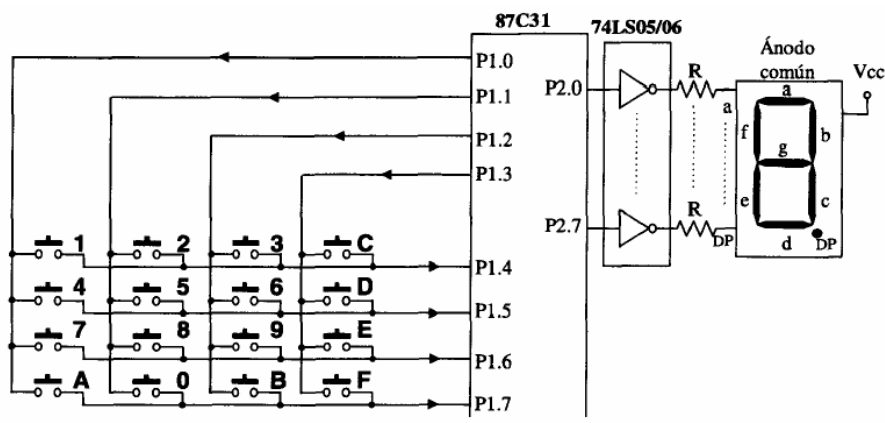 87C31
74LS05/06
Ánodo
común
Vcc
P1.0
P1.1
P1.2
P1.3
P2.0
R
a
a
f
b
g
e
c
d
DP
P2.7
R
DP
1 2 3 C
P1.4
4 5 6 D
P1.5
7 8 9 E
P1.6
A 0 B F
P1.7